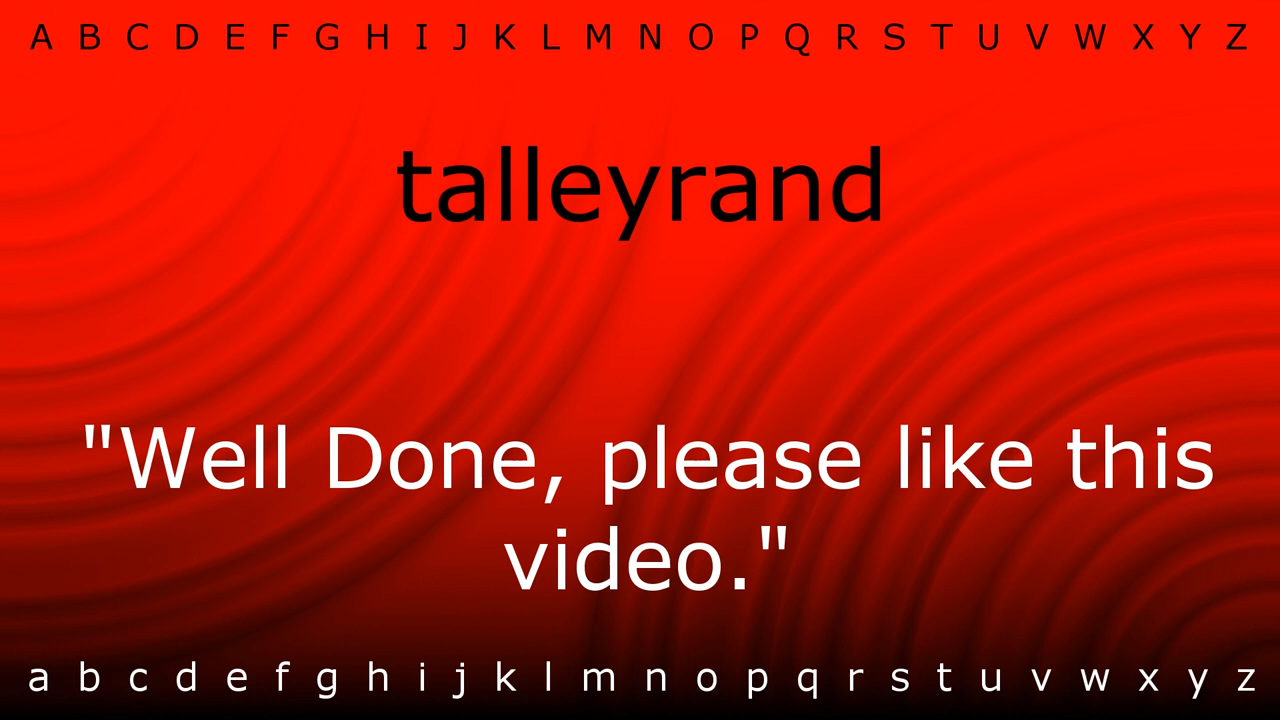 A B C D E F G H I J K L M N O P Q R S T U V W X Y Z
talleyrand
"Well Done, please like this
video."
a b c d e f g h i j k l m n o p q r s t u v w x y z